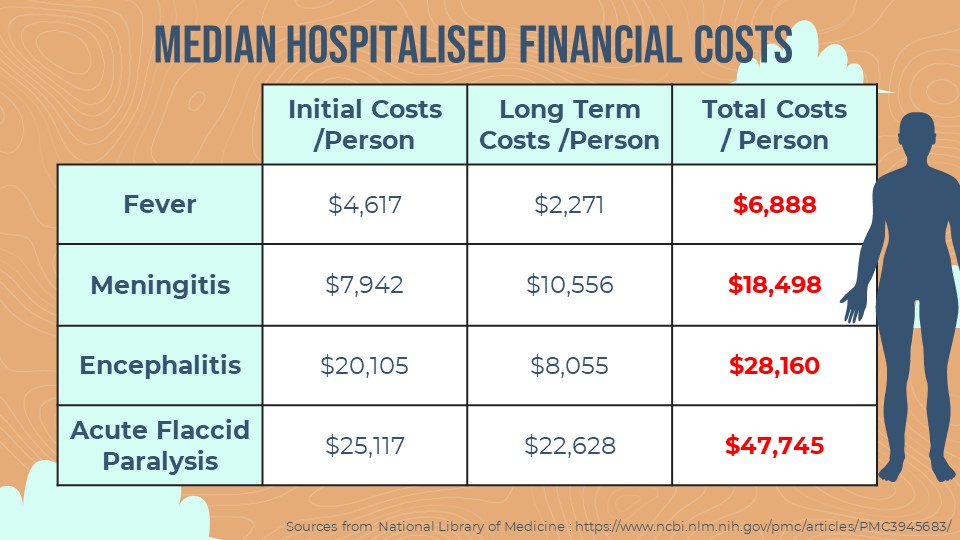 MEDIAN HOSPITALISED FINANCIAL COSTS
Initial Costs /Person
Long Term Costs /Person
Total Costs / Person
Fever $4,617 $2,271 $6,888
Meningitis $7,942 $10,556 $18,498
Encephalitis $20,105 $8,055 $28,160
Acute Flaccid Paralysis $25,117 $22,628 $47,745
Sources from National Library of Medicine : https://www.ncbi.nlm.nih.gov/pmc/articles/PMC3945683/